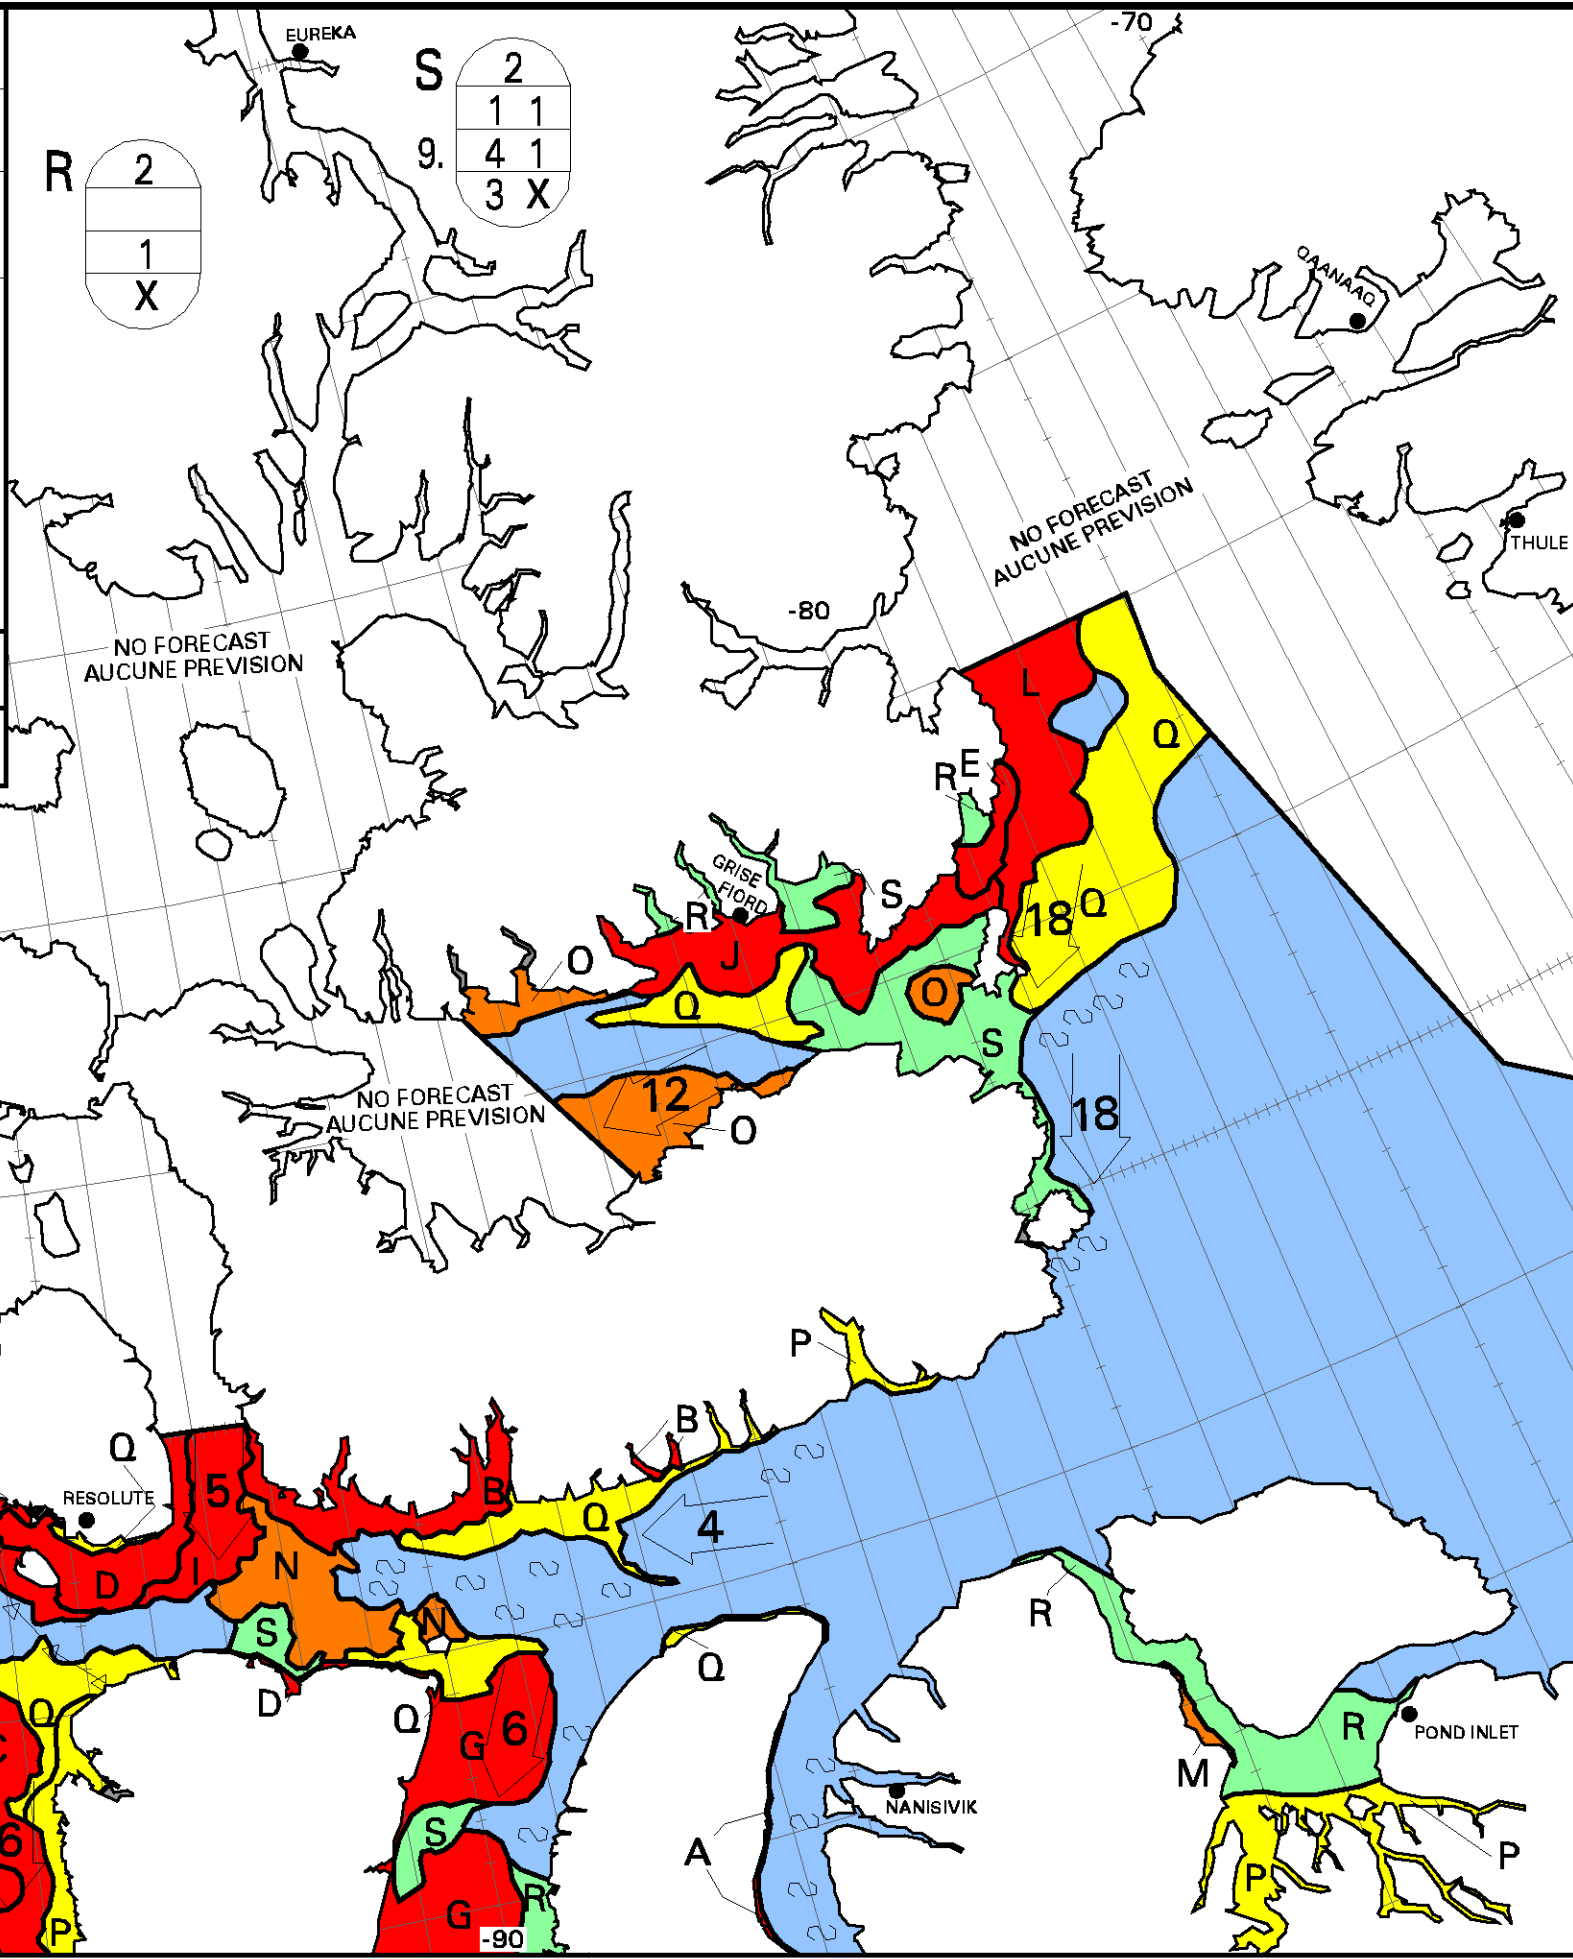 -70
EUREKA
S
2
1 1
9. 4 1
3 X
R
2
1
X
QAANAAQ
NO FORECAST
AUCUNE PREVISION
THULE
-80
NO FORECAST
AUCUNE PREVISION
L
Q
R E
GRISE
FIORD
S
R
18 Q
J
O
Q
O
S
NO FORECAST
AUCUNE PREVISION
12
O
18
P
B
Q
5
B
RESOLUTE
Q
4
N
D
I
R
N
S
Q
D
Q
Q
G 6
R
POND INLET
M
NANISIVIK
6
S
A
P
P
R
G
P
-90